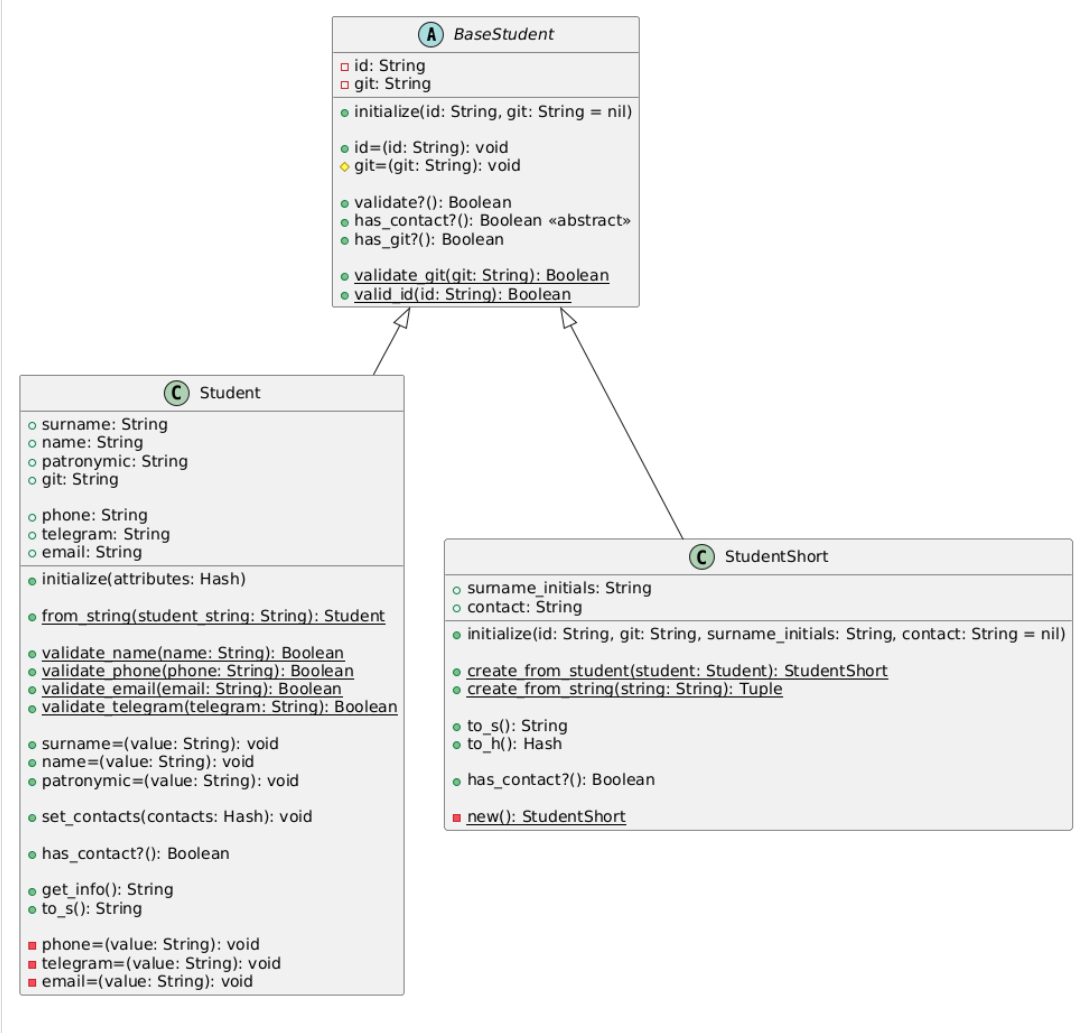 A BaseStudent
id: String
git: String
initialize(id: String, git: String = nil)
id=(id: String): void
git=(git: String): void
validate?(): Boolean
has_contact?(): Boolean «abstract»
has_git?(): Boolean
validate_git(git: String): Boolean
valid_id(id: String): Boolean
C Student
surname: String
name: String
patronymic: String
git: String
phone: String
telegram: String
email: String
initialize(attributes: Hash)
from_string(student_string: String): Student
validate_name(name: String): Boolean
validate_phone(phone: String): Boolean
validate_email(email: String): Boolean
validate_telegram(telegram: String): Boolean
surname=(value: String): void
name=(value: String): void
patronymic=(value: String): void
set_contacts(contacts: Hash): void
has_contact?(): Boolean
get_info(): String
to_s(): String
phone=(value: String): void
telegram=(value: String): void
email=(value: String): void
C StudentShort
surname_initials: String
contact: String
initialize(id: String, git: String, surname_initials: String, contact: String = nil)
create_from_student(student: Student): StudentShort
create_from_string(string: String): Tuple
to_s(): String
to_h(): Hash
has_contact?(): Boolean
new(): StudentShort